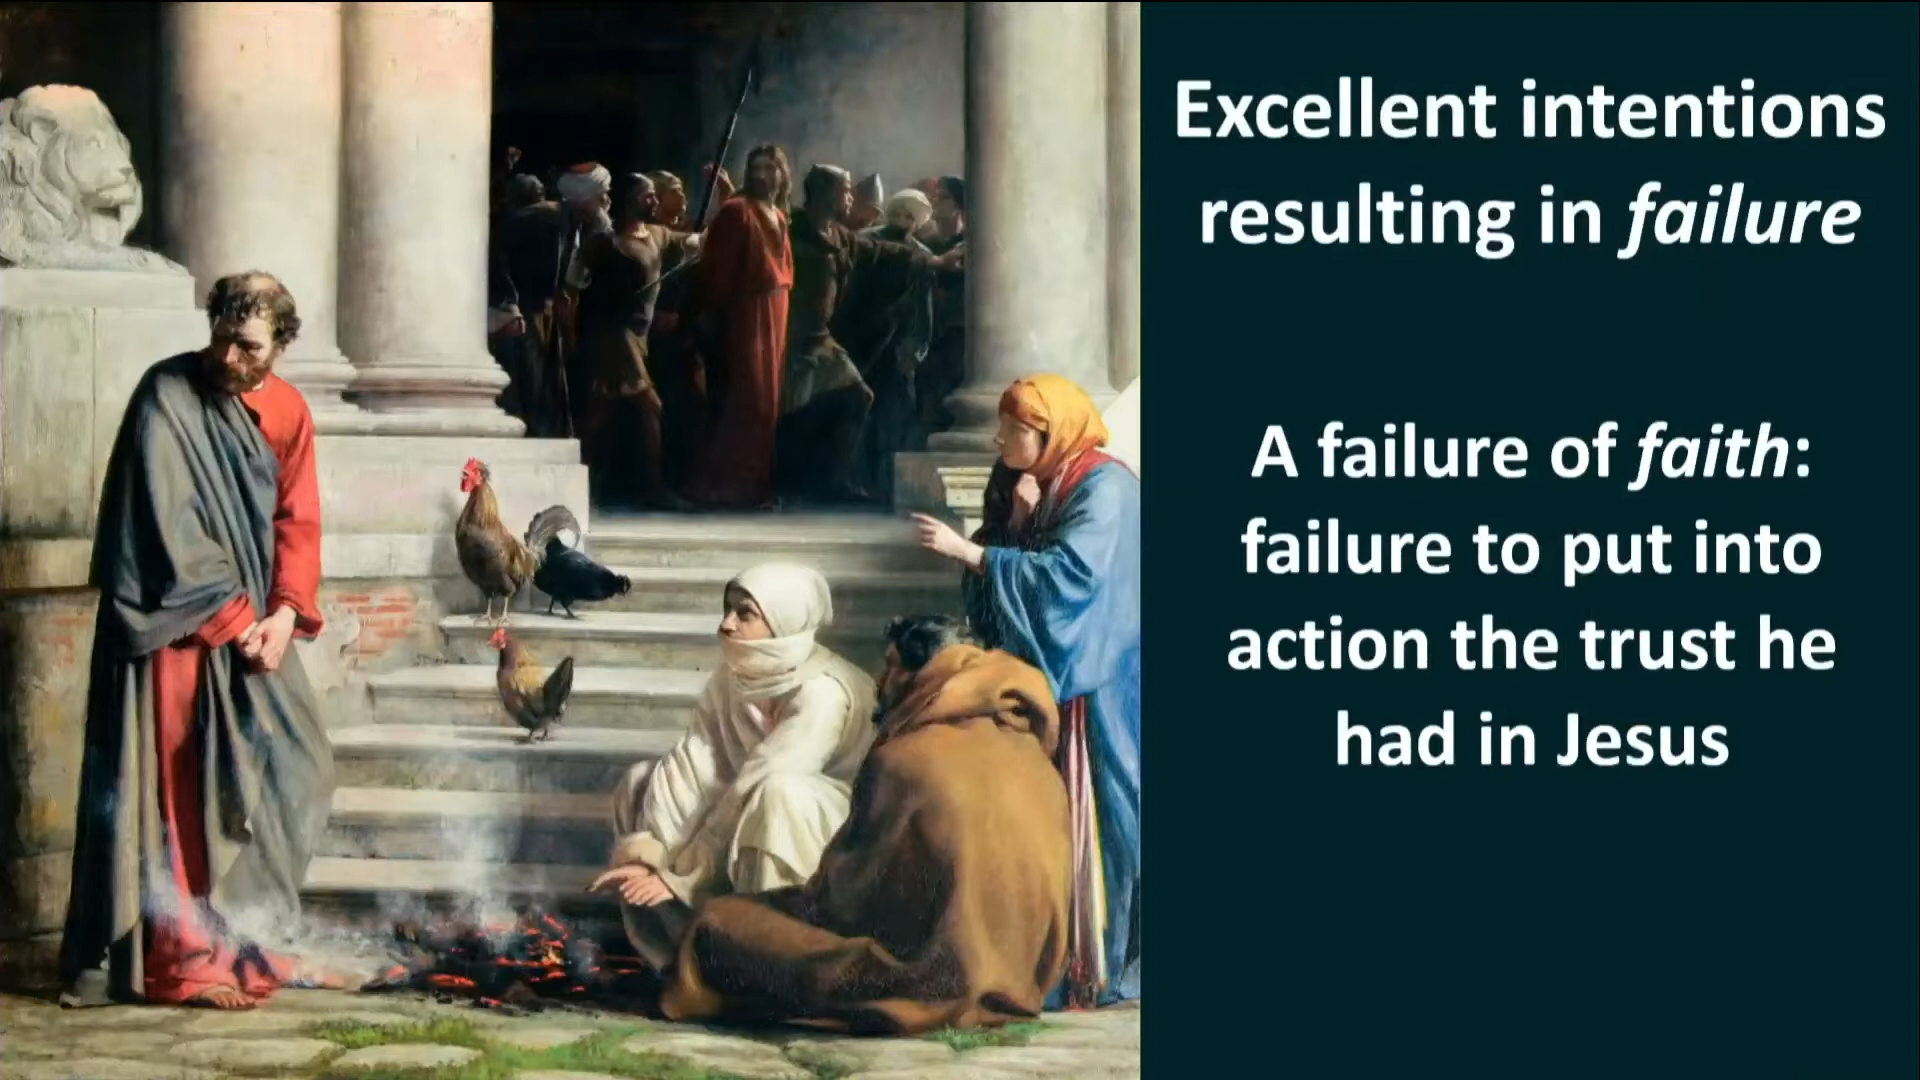 Excellent intentions
resulting in failure
A failure of faith:
failure to put into
action the trust he
had in Jesus